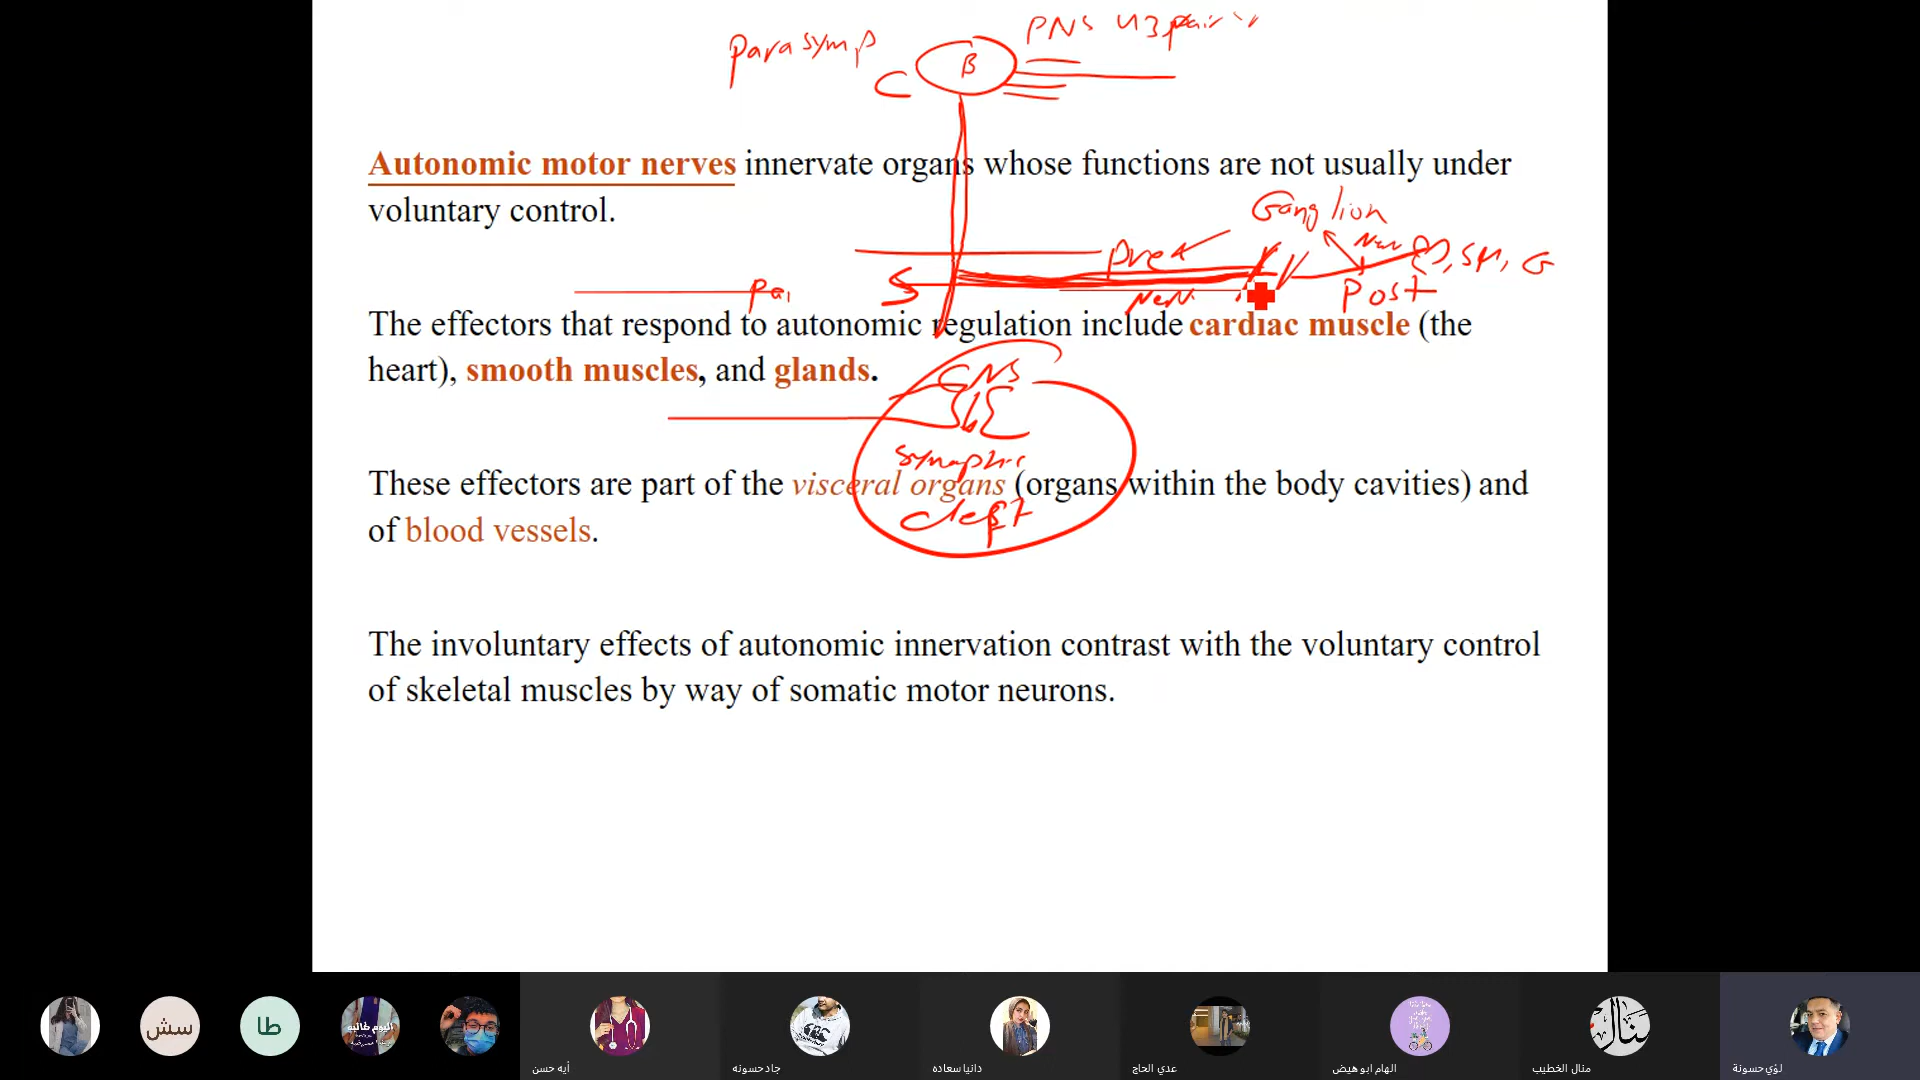 Parasymp
PNS 43 pair
C B
Autonomic motor nerves innervate organs whose functions are not usually under
voluntary control.
Ganglion
Pre
S
Post
The effectors that respond to autonomic regulation include cardiac muscle (the
heart), smooth muscles, and glands.
CNS
synaptic
cleft
These effectors are part of the visceral organs (organs within the body cavities) and
of blood vessels.
The involuntary effects of autonomic innervation contrast with the voluntary control
of skeletal muscles by way of somatic motor neurons.
سش
طا
أيه حسن
جاد حسونه
دانيا سعاده
عدي الحاج
الهام ابو هيض
منال الخطيب
لؤي حسونة